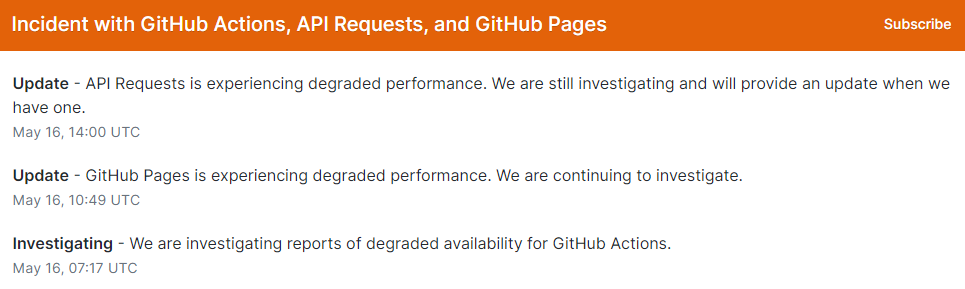 Incident with GitHub Actions, API Requests, and GitHub Pages
Subscribe
Update - API Requests is experiencing degraded performance. We are still investigating and will provide an update when we
have one.
May 16, 14:00 UTC
Update - GitHub Pages is experiencing degraded performance. We are continuing to investigate.
May 16, 10:49 UTC
Investigating - We are investigating reports of degraded availability for GitHub Actions.
May 16, 07:17 UTC